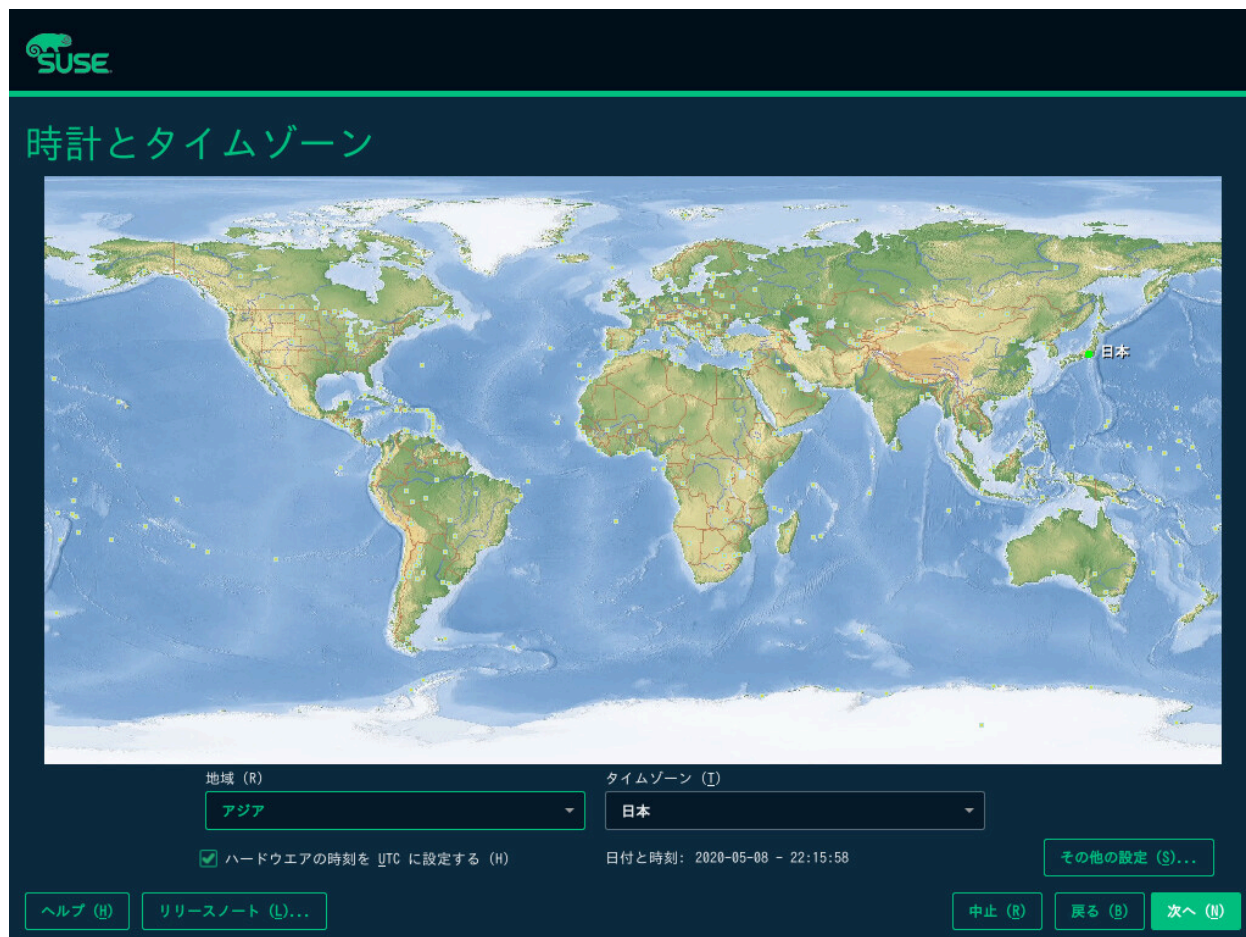 SUSE
時計とタイムゾーン
日本
地域 (R)
タイムゾーン (T)
アジア
日本
ハードウエアの時刻を UTC に設定する (H)
日付と時刻: 2020-05-08 - 22:15:58
その他の設定 (S)...
ヘルプ (H)
リリースノート (L)...
中止 (R)
戻る (B)
次へ (N)